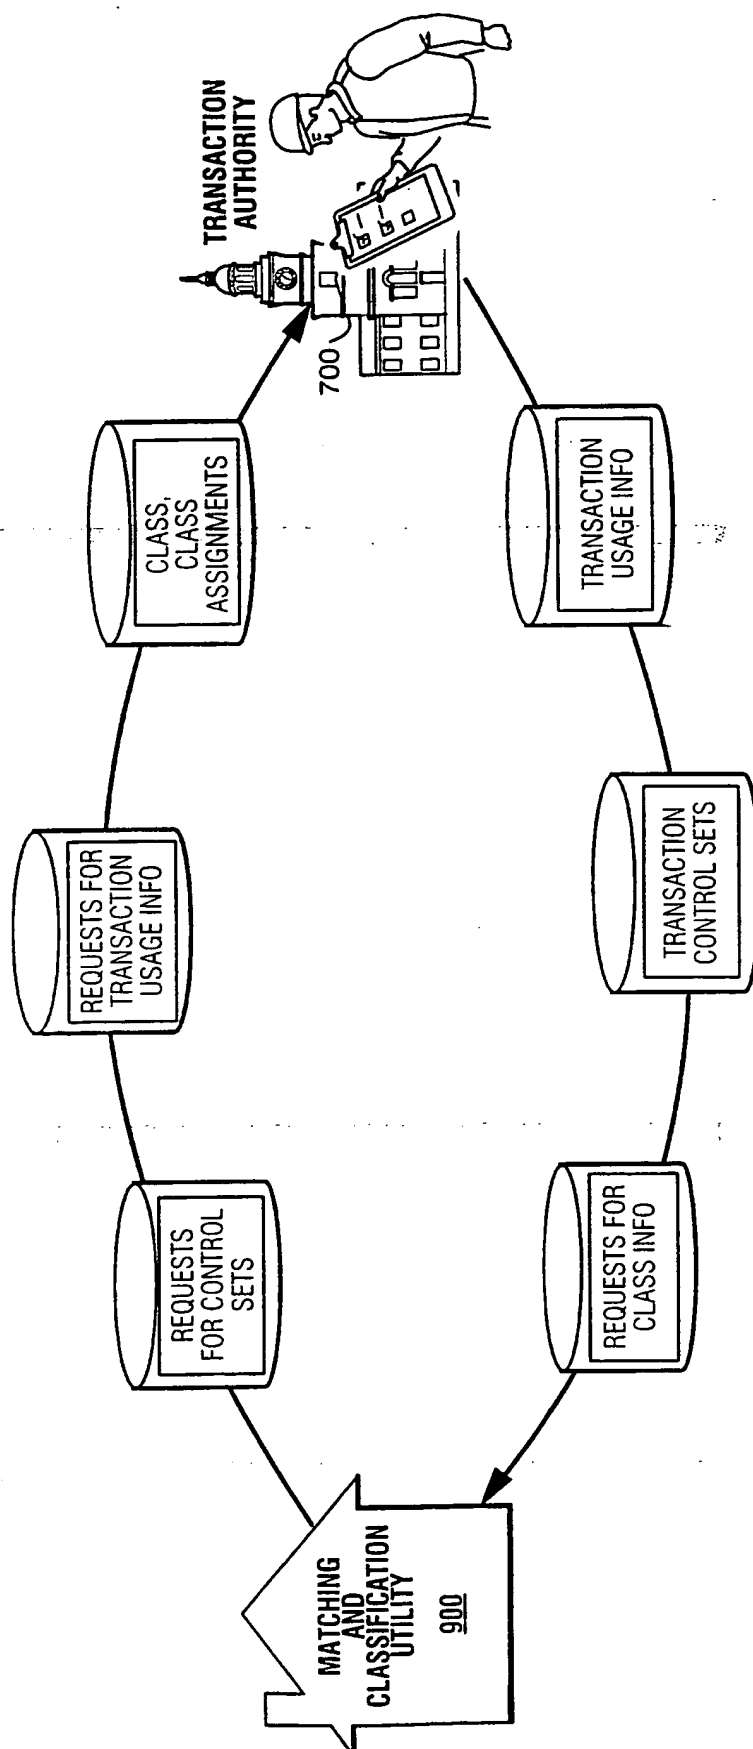 TRANSACTION
AUTHORITY
700
CLASS,
CLASS
ASSIGNMENTS
REQUESTS FOR
TRANSACTION
USAGE INFO
REQUESTS
FOR CONTROL
SETS
MATCHING
AND
CLASSIFICATION
UTILITY
900
REQUESTS FOR
CLASS INFO
TRANSACTION
CONTROL SETS
TRANSACTION
USAGE INFO